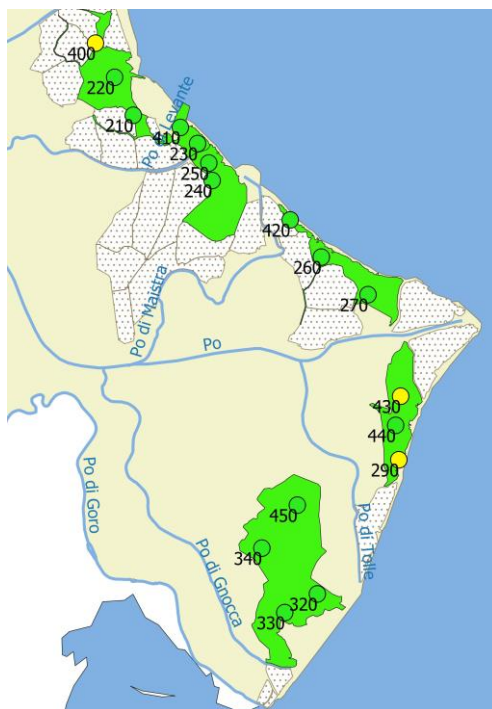 400
220
210
Po di Levante
410
230
250
240
420
260
270
Po di Maistra
Po
430
440
290
Po di Goro
Po di Gnocca
Po di Tolle
450
340
320
330